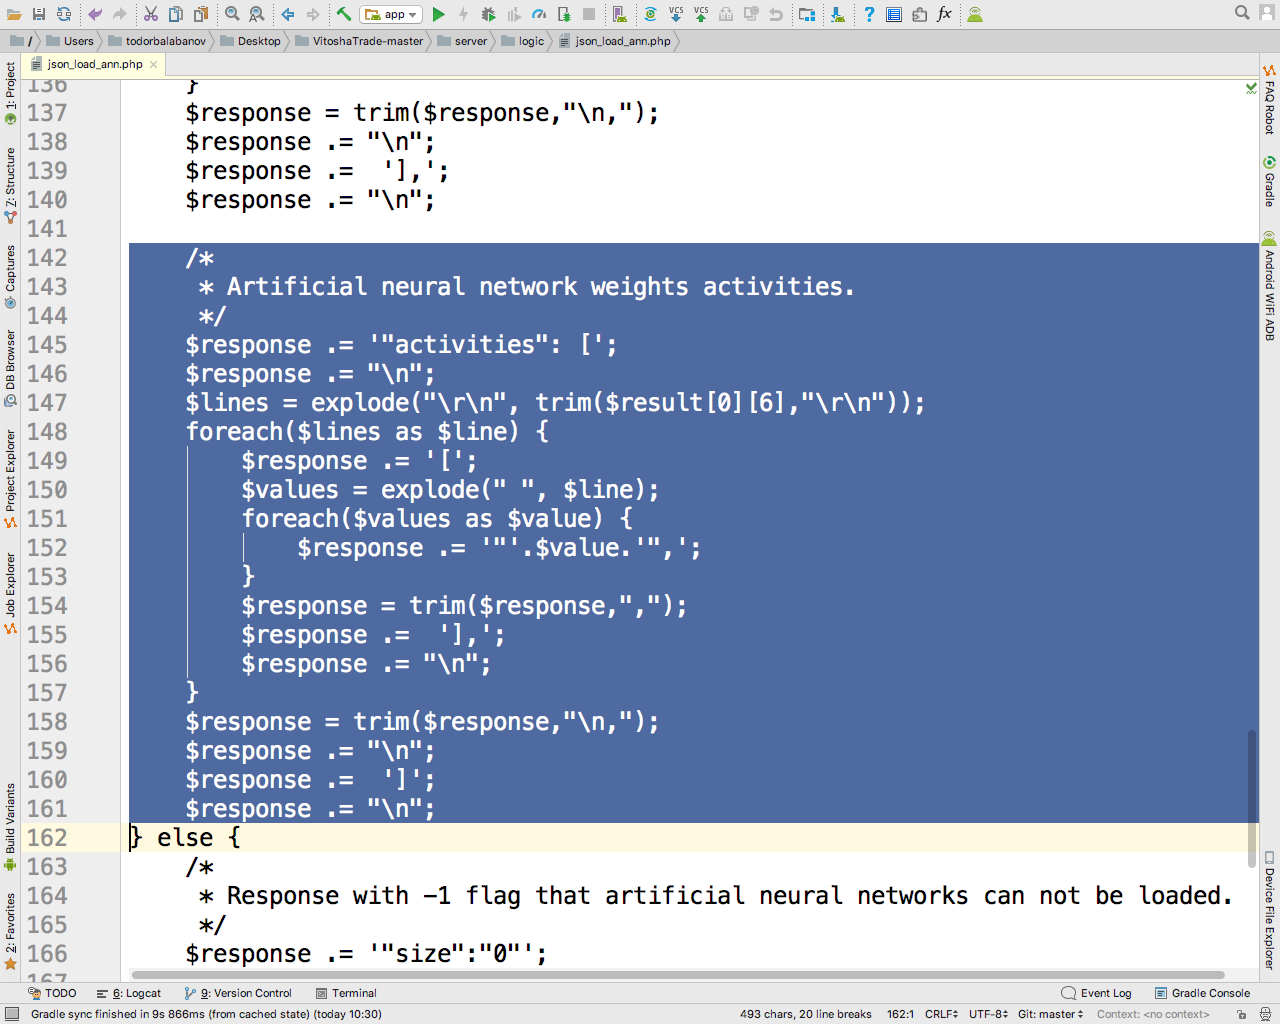 app
/ Users todorbalabanov Desktop VitoshaTrade-master server logic json_load_ann.php
json_load_ann.php
136 }
137 $response = trim($response,"\n,");
138 $response .= "\n";
139 $response .=  '],';
140 $response .= "\n";
141
142 /*
143 * Artificial neural network weights activities.
144 */
145 $response .= '"activities": [';
146 $response .= "\n";
147 $lines = explode("\r\n", trim($result[0][6],"\r\n"));
148 foreach($lines as $line) {
149 $response .= '[';
150 $values = explode(" ", $line);
151 foreach($values as $value) {
152 $response .= '"'.$value.'",';
153 }
154 $response = trim($response,",");
155 $response .=  '],';
156 $response .= "\n";
157 }
158 $response = trim($response,"\n,");
159 $response .= "\n";
160 $response .=  ']';
161 $response .= "\n";
162 } else {
163 /*
164 * Response with -1 flag that artificial neural networks can not be loaded.
165 */
166 $response .= '"size":"0"';
167
1: Project
Z: Structure
Captures
DB Browser
Project Explorer
Job Explorer
Build Variants
2: Favorites
FAQ Robot
Gradle
Android WiFi ADB
Device File Explorer
TODO 6: Logcat 9: Version Control Terminal Event Log Gradle Console
Gradle sync finished in 9s 866ms (from cached state) (today 10:30) 493 chars, 20 line breaks 162:1 CRLF UTF-8 Git: master Context: <no context>